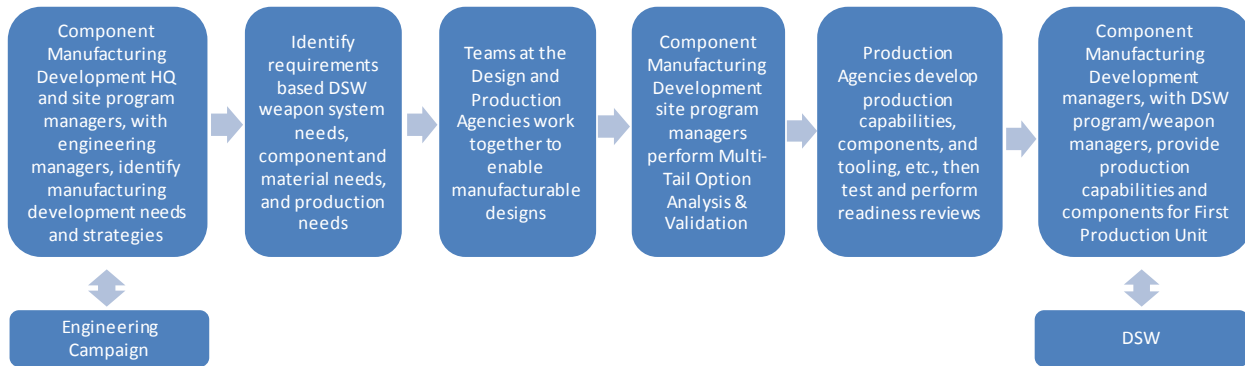 Component
Manufacturing
Development HQ
and site program
managers, with
engineering
managers, identify
manufacturing
development needs
and strategies
Identify
requirements
based DSW
weapon system
needs,
component and
material needs,
and production
needs
Teams at the
Design and
Production
Agencies work
together to
enable
manufacturable
designs
Component
Manufacturing
Development
site program
managers
perform Multi-
Tail Option
Analysis &
Validation
Production
Agencies develop
production
capabilities,
components, and
tooling, etc., then
test and perform
readiness reviews
Component
Manufacturing
Development
managers, with DSW
program/weapon
managers, provide
production
capabilities and
components for First
Production Unit
Engineering
Campaign
DSW